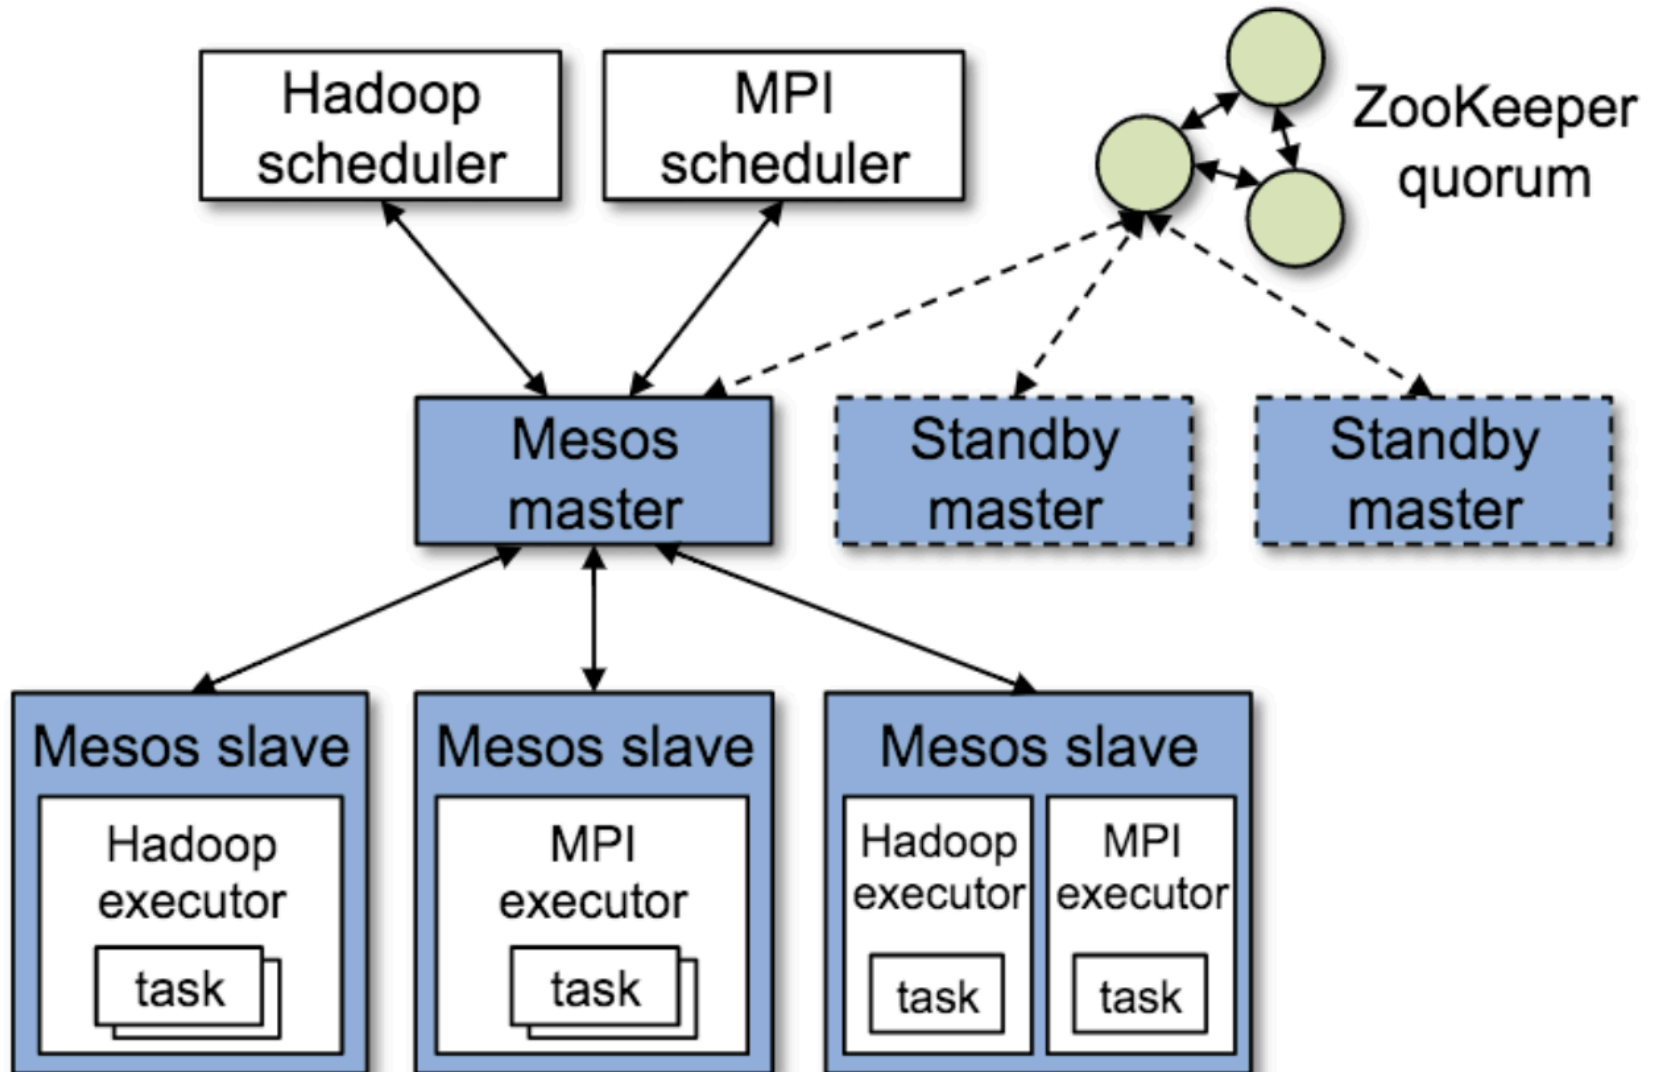 Hadoop
scheduler
MPI
scheduler
ZooKeeper
quorum
Mesos
master
Standby
master
Standby
master
Mesos slave
Hadoop
executor
task
Mesos slave
MPI
executor
task
Mesos slave
Hadoop
executor
task
MPI
executor
task